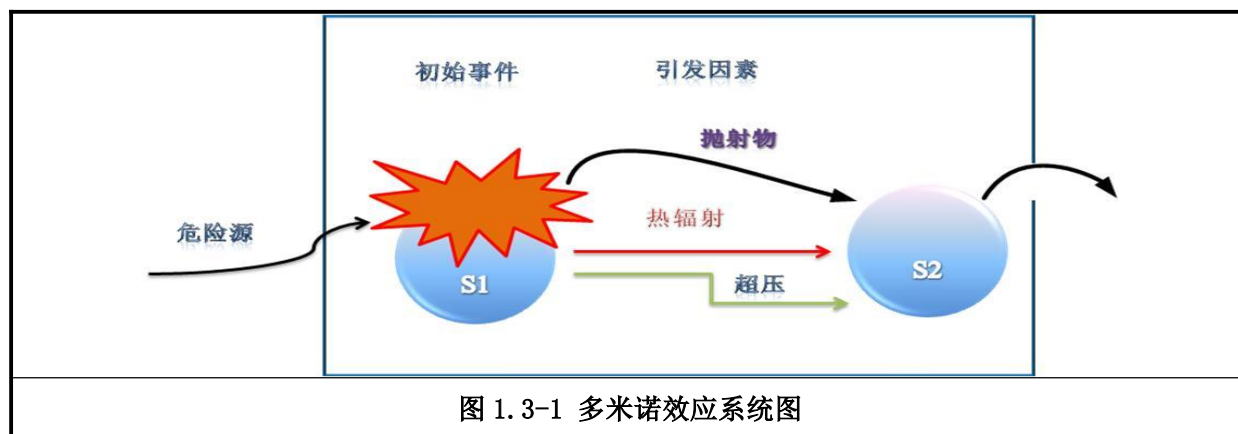 初始事件
引发因素
抛射物
危险源
热辐射
S1
超压
S2
图 1.3-1 多米诺效应系统图